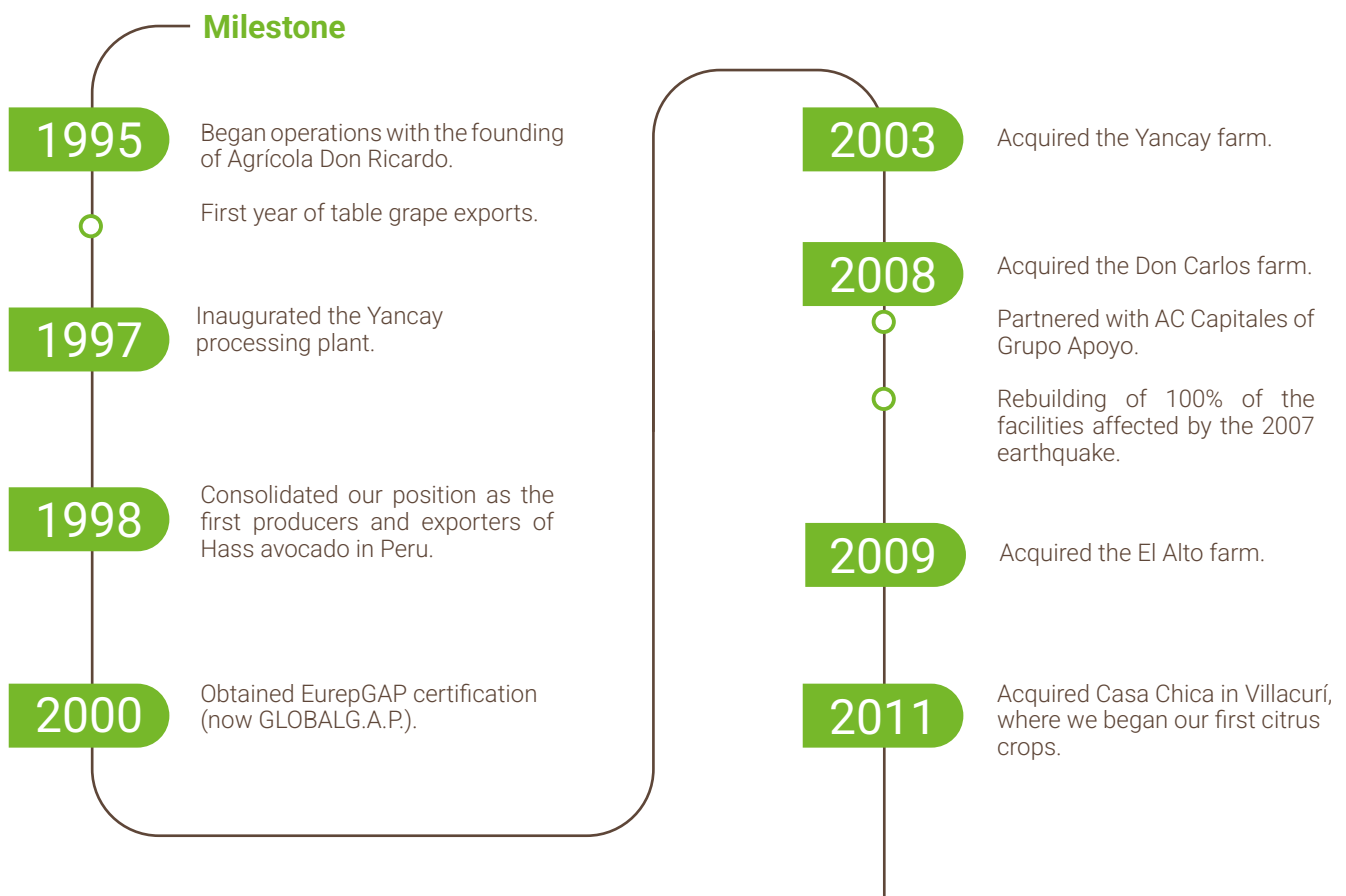 Milestone
1995
Began operations with the founding
of Agrícola Don Ricardo.
First year of table grape exports.
1997
Inaugurated the Yancay
processing plant.
1998
Consolidated our position as the
first producers and exporters of
Hass avocado in Peru.
2000
Obtained EurepGAP certification
(now GLOBALG.A.P.).
2003
Acquired the Yancay farm.
2008
Acquired the Don Carlos farm.
Partnered with AC Capitales of
Grupo Apoyo.
Rebuilding of 100% of the
facilities affected by the 2007
earthquake.
2009
Acquired the El Alto farm.
2011
Acquired Casa Chica in Villacurí,
where we began our first citrus
crops.